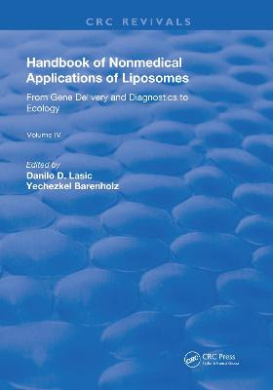 CRC REVIVALS
Handbook of Nonmedical
Applications of Liposomes
From Gene Delivery and Diagnostics to
Ecology
Volume IV
Edited by
Danilo D. Lasic
Yechezkel Barenholz
CRC
CRC Press
Taylor & Francis Group